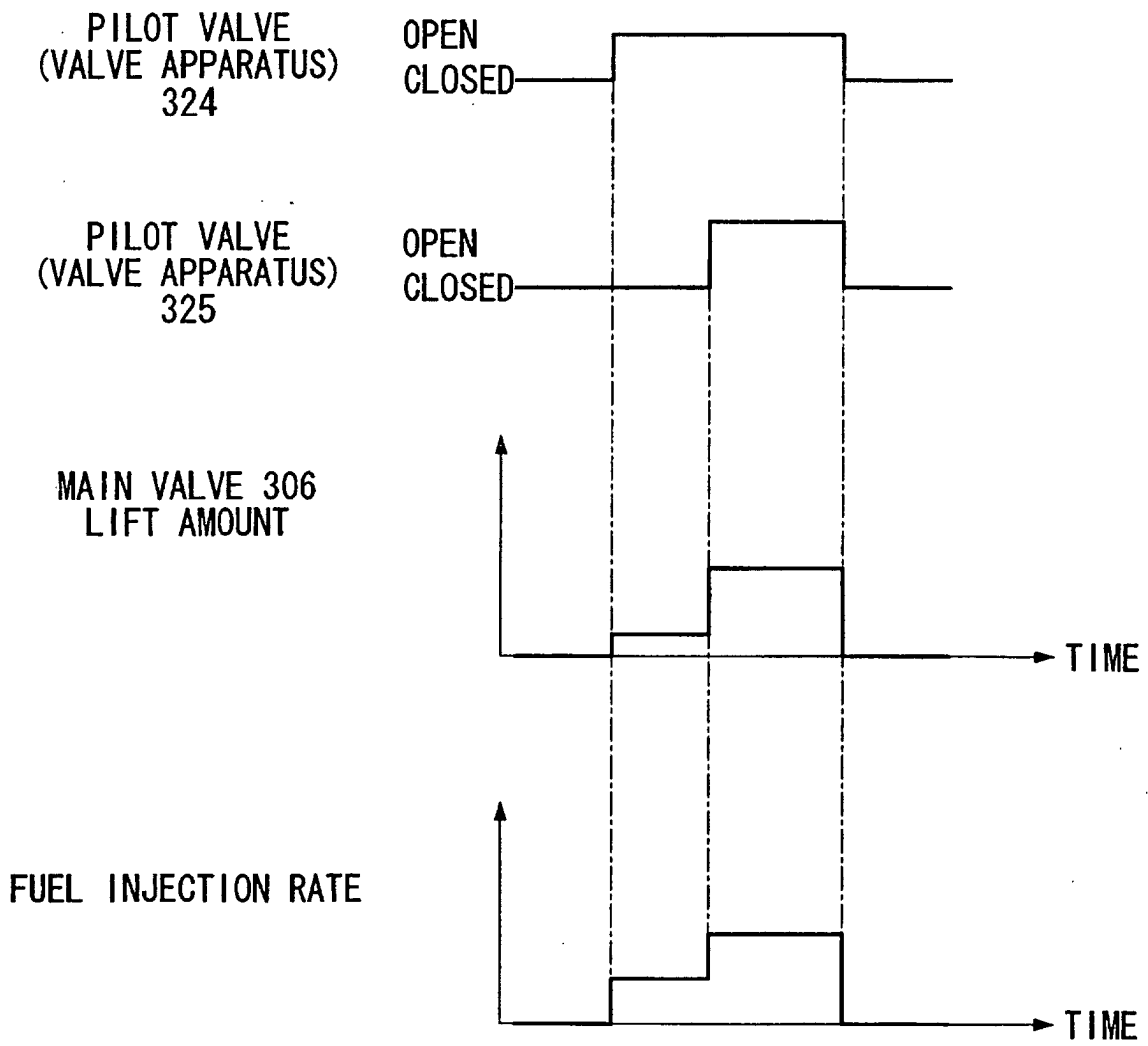 PILOT VALVE
(VALVE APPARATUS)
324
OPEN
CLOSED
PILOT VALVE
(VALVE APPARATUS)
325
OPEN
CLOSED
MAIN VALVE 306
LIFT AMOUNT
TIME
FUEL INJECTION RATE
TIME